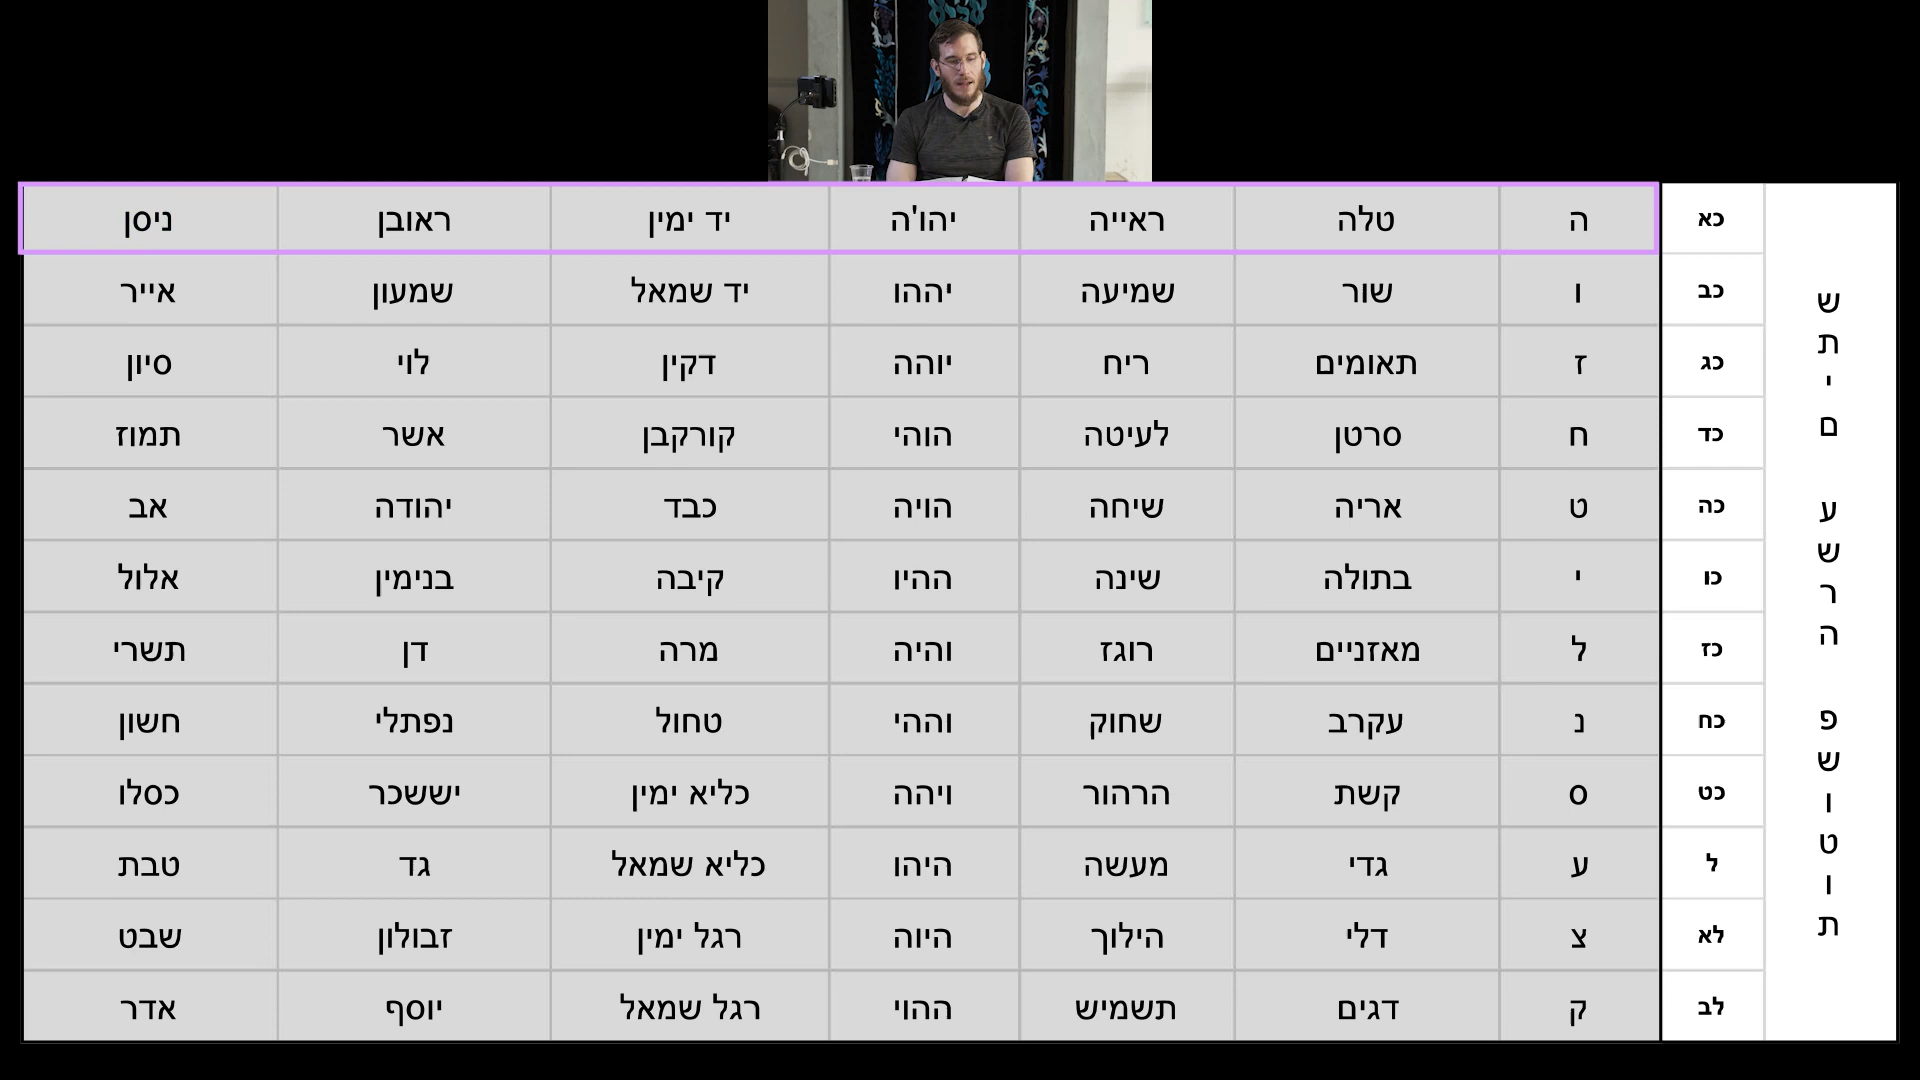 שתים עשרה פשוטות
כא ה טלה ראייה יהו'ה יד ימין ראובן ניסן
כב ו שור שמיעה יההו יד שמאל שמעון אייר
כג ז תאומים ריח יוהה דקין לוי סיון
כד ח סרטן לעיטה הוהי קורקבן אשר תמוז
כה ט אריה שיחה הויה כבד יהודה אב
כו י בתולה שינה ההיו קיבה בנימין אלול
כז ל מאזניים רוגז והיה מרה דן תשרי
כח נ עקרב שחוק וההי טחול נפתלי חשון
כט ס קשת הרהור ויהה כליא ימין יששכר כסלו
ל ע גדי מעשה היהו כליא שמאל גד טבת
לא צ דלי הילוך היוה רגל ימין זבולון שבט
לב ק דגים תשמיש ההוי רגל שמאל יוסף אדר